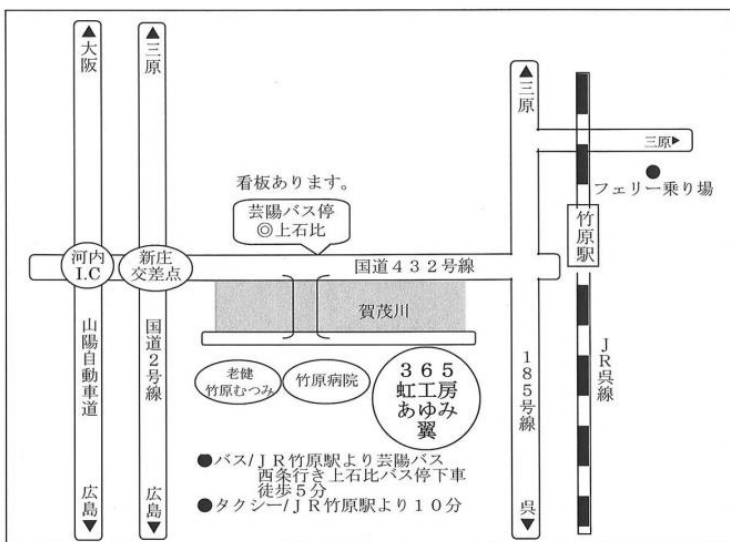 ▲大阪
▲三原
▲三原
三原▶
フェリー乗り場
看板あります。
芸陽バス停
◎上石比
竹原駅
河内
I.C
新庄
交差点
国道432号線
賀茂川
山陽自動車道
国道2号線
185号線
JR呉線
老健
竹原むつみ
竹原病院
365
虹工房
あゆみ
翼
●バス/JR竹原駅より芸陽バス
西条行き上石比バス停下車
徒歩5分
●タクシー/JR竹原駅より10分
広島▼
広島▼
呉▼